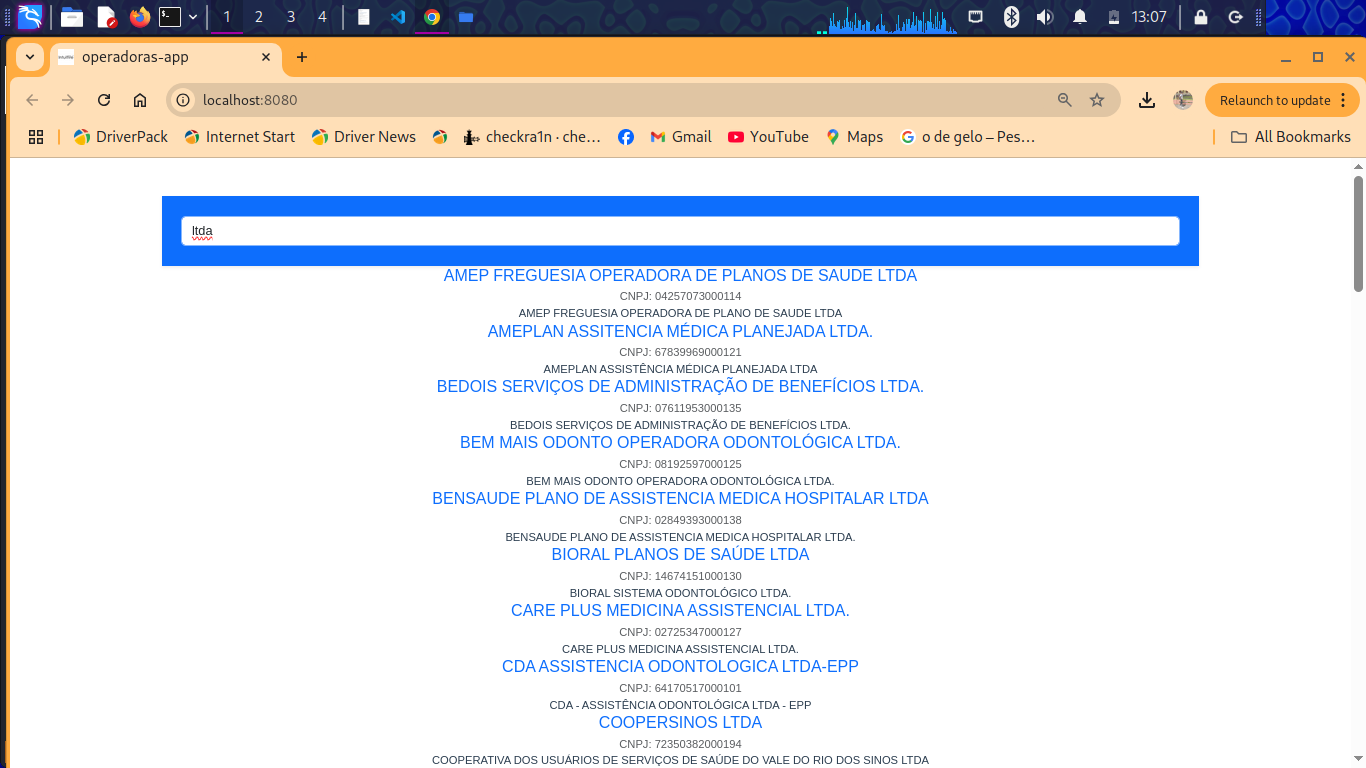 1 2 3 4 13:07
operadoras-app
localhost:8080 Relaunch to update
DriverPack Internet Start Driver News checkra1n · che… Gmail YouTube Maps o de gelo – Pes… All Bookmarks
ltda
AMEP FREGUESIA OPERADORA DE PLANOS DE SAUDE LTDA
CNPJ: 04257073000114
AMEP FREGUESIA OPERADORA DE PLANO DE SAUDE LTDA
AMEPLAN ASSITENCIA MÉDICA PLANEJADA LTDA.
CNPJ: 67839969000121
AMEPLAN ASSISTÊNCIA MÉDICA PLANEJADA LTDA
BEDOIS SERVIÇOS DE ADMINISTRAÇÃO DE BENEFÍCIOS LTDA.
CNPJ: 07611953000135
BEDOIS SERVIÇOS DE ADMINISTRAÇÃO DE BENEFÍCIOS LTDA.
BEM MAIS ODONTO OPERADORA ODONTOLÓGICA LTDA.
CNPJ: 08192597000125
BEM MAIS ODONTO OPERADORA ODONTOLÓGICA LTDA.
BENSAUDE PLANO DE ASSISTENCIA MEDICA HOSPITALAR LTDA
CNPJ: 02849393000138
BENSAUDE PLANO DE ASSISTENCIA MEDICA HOSPITALAR LTDA.
BIORAL PLANOS DE SAÚDE LTDA
CNPJ: 14674151000130
BIORAL SISTEMA ODONTOLÓGICO LTDA.
CARE PLUS MEDICINA ASSISTENCIAL LTDA.
CNPJ: 02725347000127
CARE PLUS MEDICINA ASSISTENCIAL LTDA.
CDA ASSISTENCIA ODONTOLOGICA LTDA-EPP
CNPJ: 64170517000101
CDA - ASSISTÊNCIA ODONTOLÓGICA LTDA - EPP
COOPERSINOS LTDA
CNPJ: 72350382000194
COOPERATIVA DOS USUÁRIOS DE SERVIÇOS DE SAÚDE DO VALE DO RIO DOS SINOS LTDA